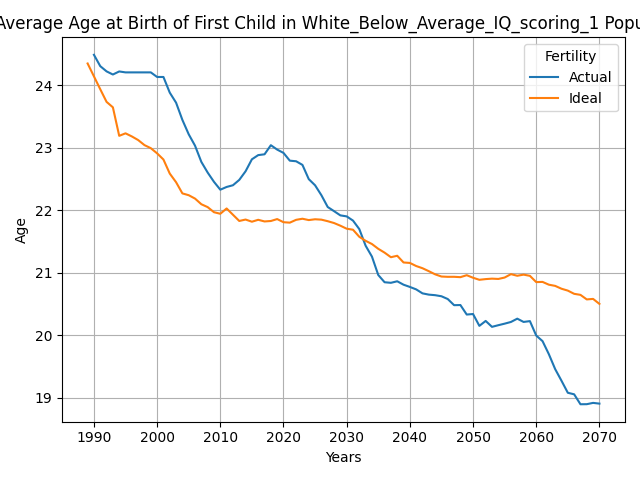 Average Age at Birth of First Child in White_Below_Average_IQ_scoring_1 Popu
Fertility
Actual
Ideal
Age
24
23
22
21
20
19
1990 2000 2010 2020 2030 2040 2050 2060 2070
Years